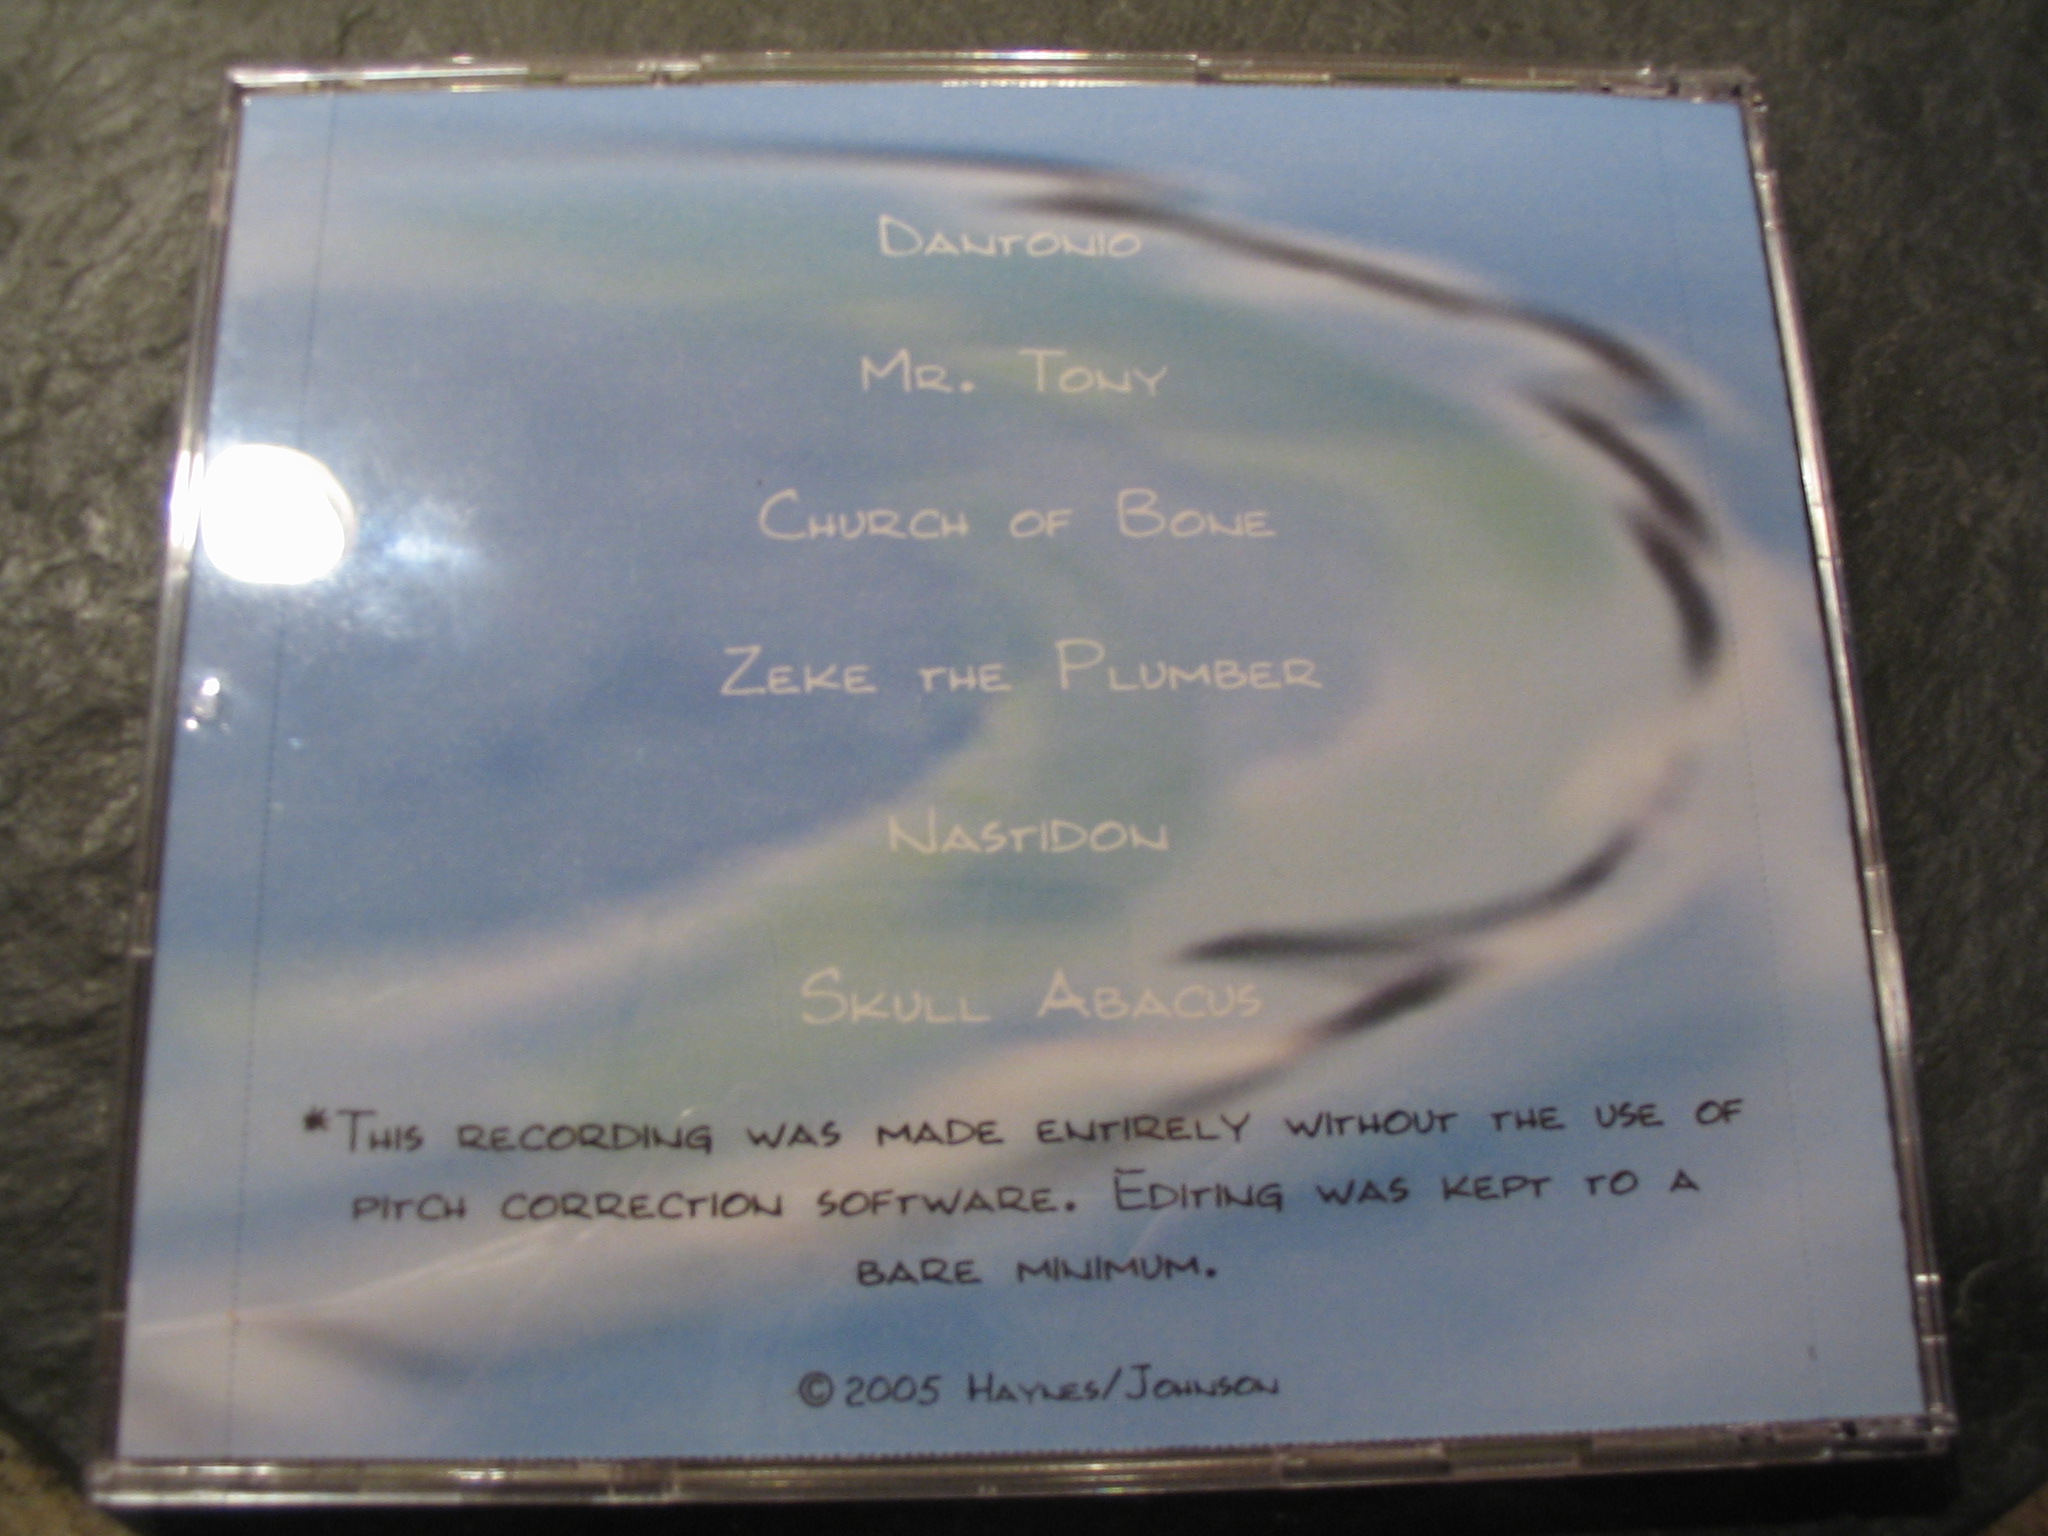 Dantonio
Mr. Tony
Church of Bone
Zeke the Plumber
Nastidon
Skull Abacus
*This recording was made entirely without the use of
pitch correction software. Editing was kept to a
bare minimum.
© 2005 Haynes/Johnson